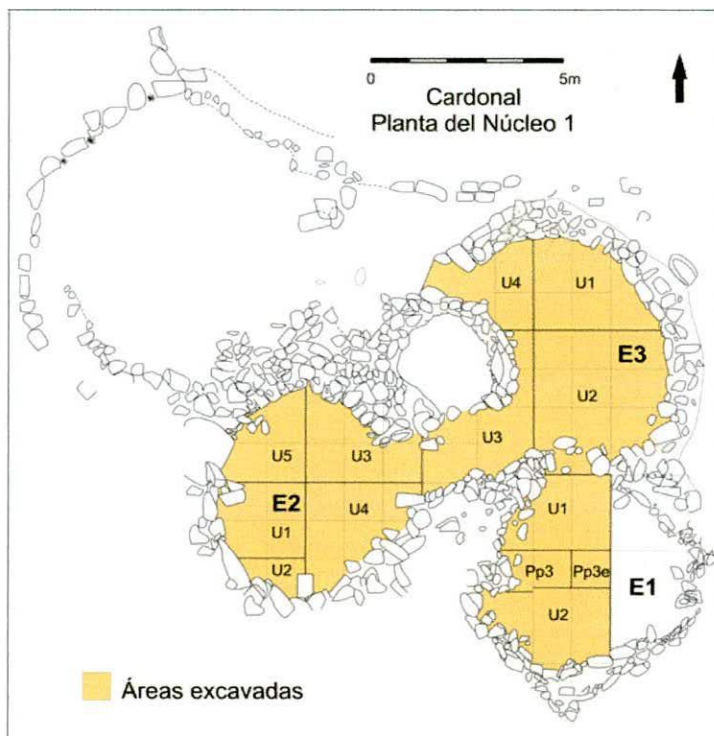 0 5m
Cardonal
Planta del Núcleo 1
U4 U1
E3
U2
U3
U5 U3
E2 U4
U1
U2
U1
Pp3 Pp3e
E1
U2
Áreas excavadas